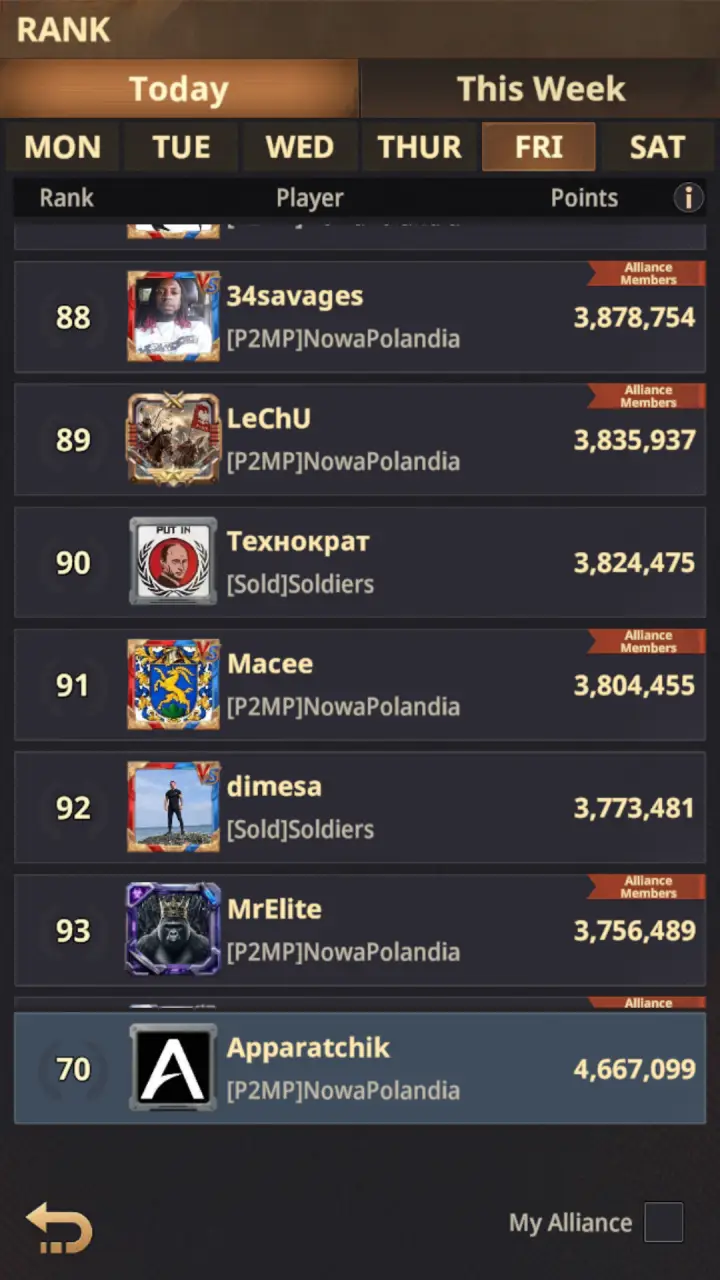 RANK
Today
This Week
MON
TUE
WED
THUR
FRI
SAT
Rank
Player
Points
i
Alliance
Members
88
VS
34savages
[P2MP]NowaPolandia
3,878,754
Alliance
Members
89
LeChU
[P2MP]NowaPolandia
3,835,937
90
PUT IN
Технократ
[Sold]Soldiers
3,824,475
Alliance
Members
91
VS
Macee
[P2MP]NowaPolandia
3,804,455
92
VS
dimesa
[Sold]Soldiers
3,773,481
Alliance
Members
93
MrElite
[P2MP]NowaPolandia
3,756,489
Alliance
70
Apparatchik
[P2MP]NowaPolandia
4,667,099
My Alliance